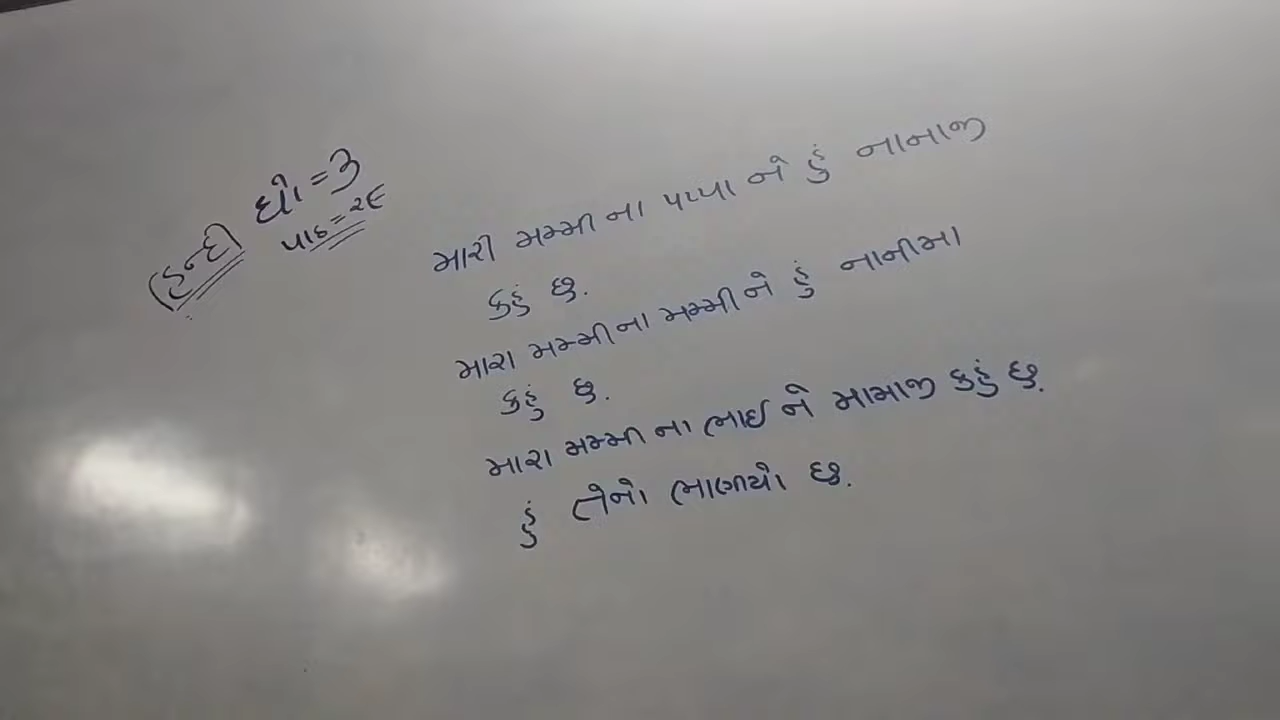 હિન્દી ધો=3
પાઠ=૨૯
મારી મમ્મી ના પપ્પા ને હું નાનાજી
કહું છુ.
મારા મમ્મીના મમ્મીને હું નાનીમા
કહું છુ.
મારા મમ્મી ના ભાઈ ને મામાજી કહું છુ.
હું તેનો ભાણીયો છુ.